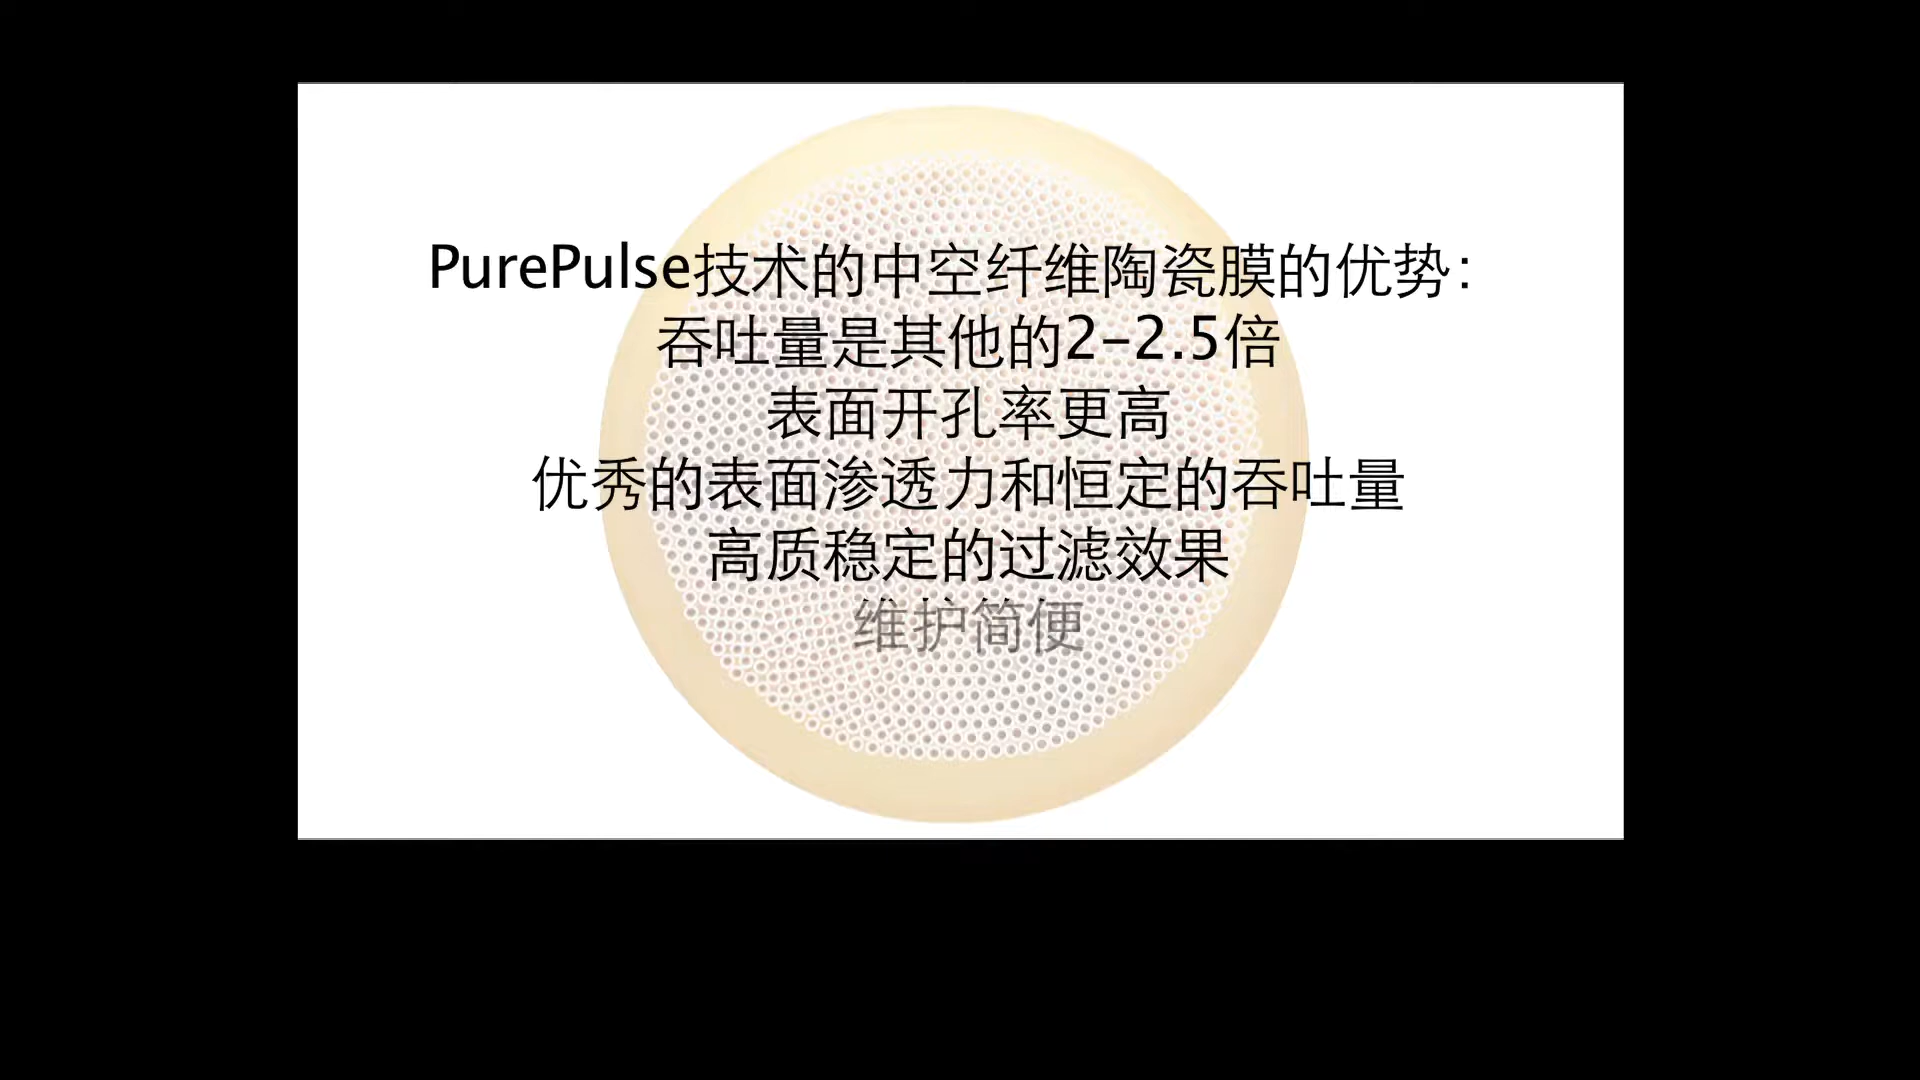 PurePulse技术的中空纤维陶瓷膜的优势：
吞吐量是其他的2-2.5倍
表面开孔率更高
优秀的表面渗透力和恒定的吞吐量
高质稳定的过滤效果
维护简便